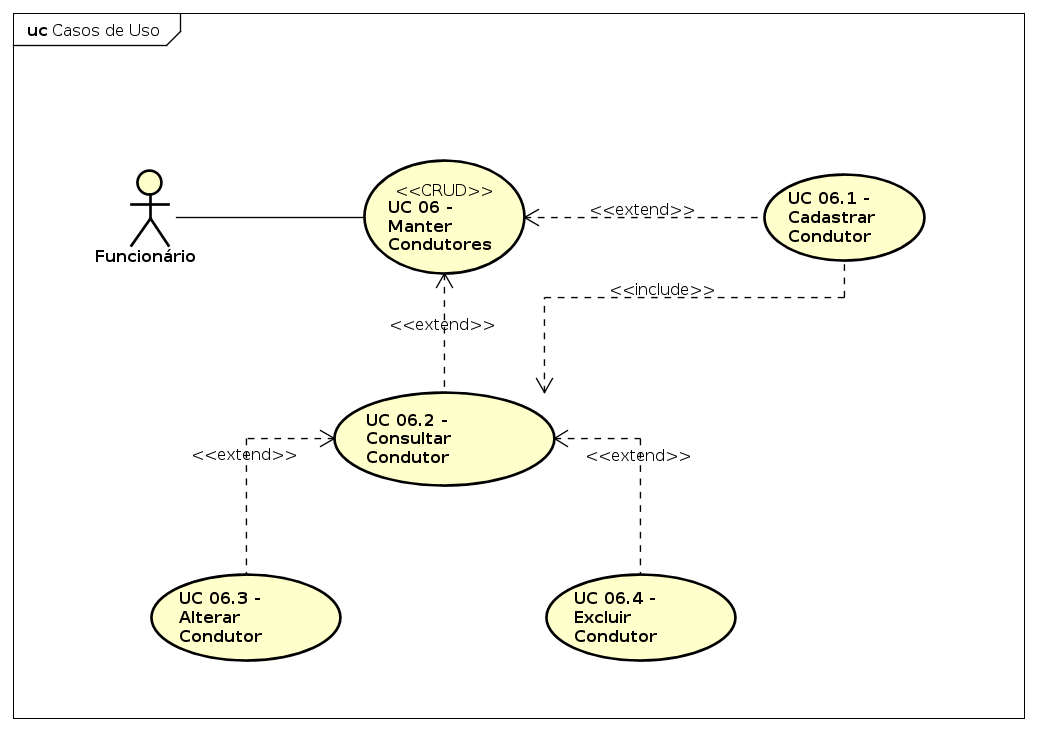 uc Casos de Uso
<<CRUD>>
UC 06 -
Manter
Condutores
<<extend>>
UC 06.1 -
Cadastrar
Condutor
Funcionário
<<include>>
<<extend>>
UC 06.2 -
Consultar
Condutor
<<extend>>
<<extend>>
UC 06.3 -
Alterar
Condutor
UC 06.4 -
Excluir
Condutor